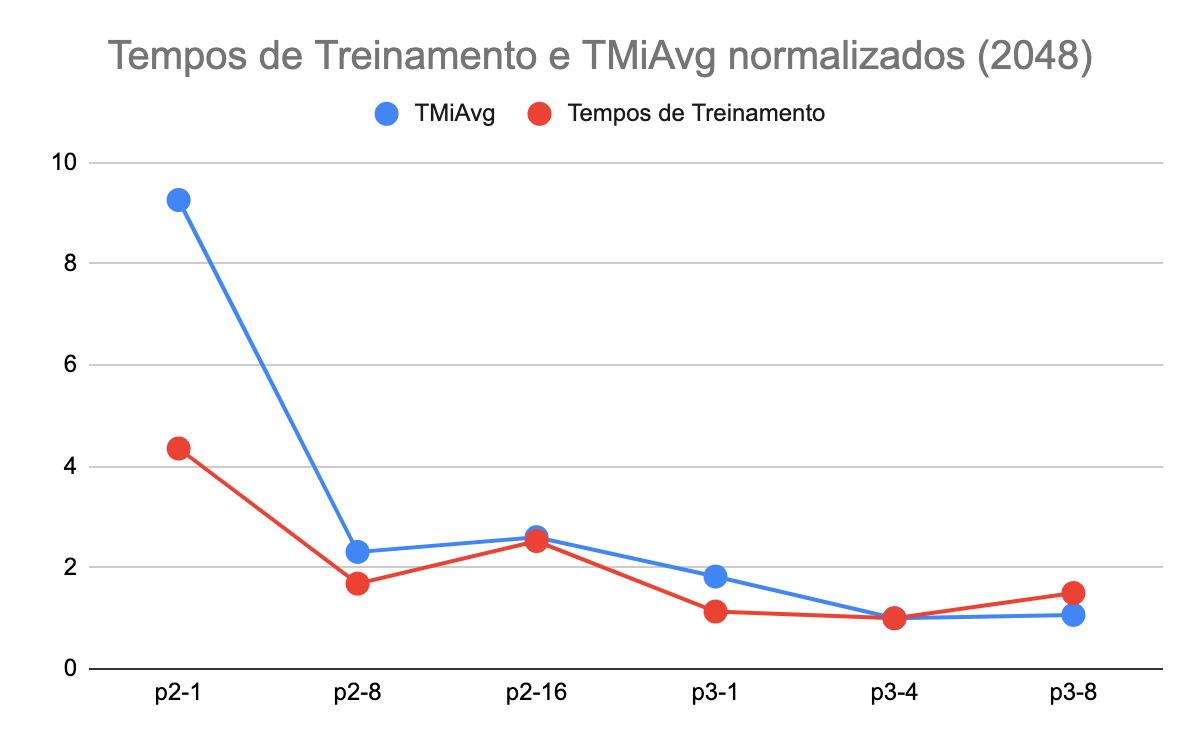 Tempos de Treinamento e TMiAvg normalizados (2048)
TMiAvg Tempos de Treinamento
10
8
6
4
2
0
p2-1 p2-8 p2-16 p3-1 p3-4 p3-8